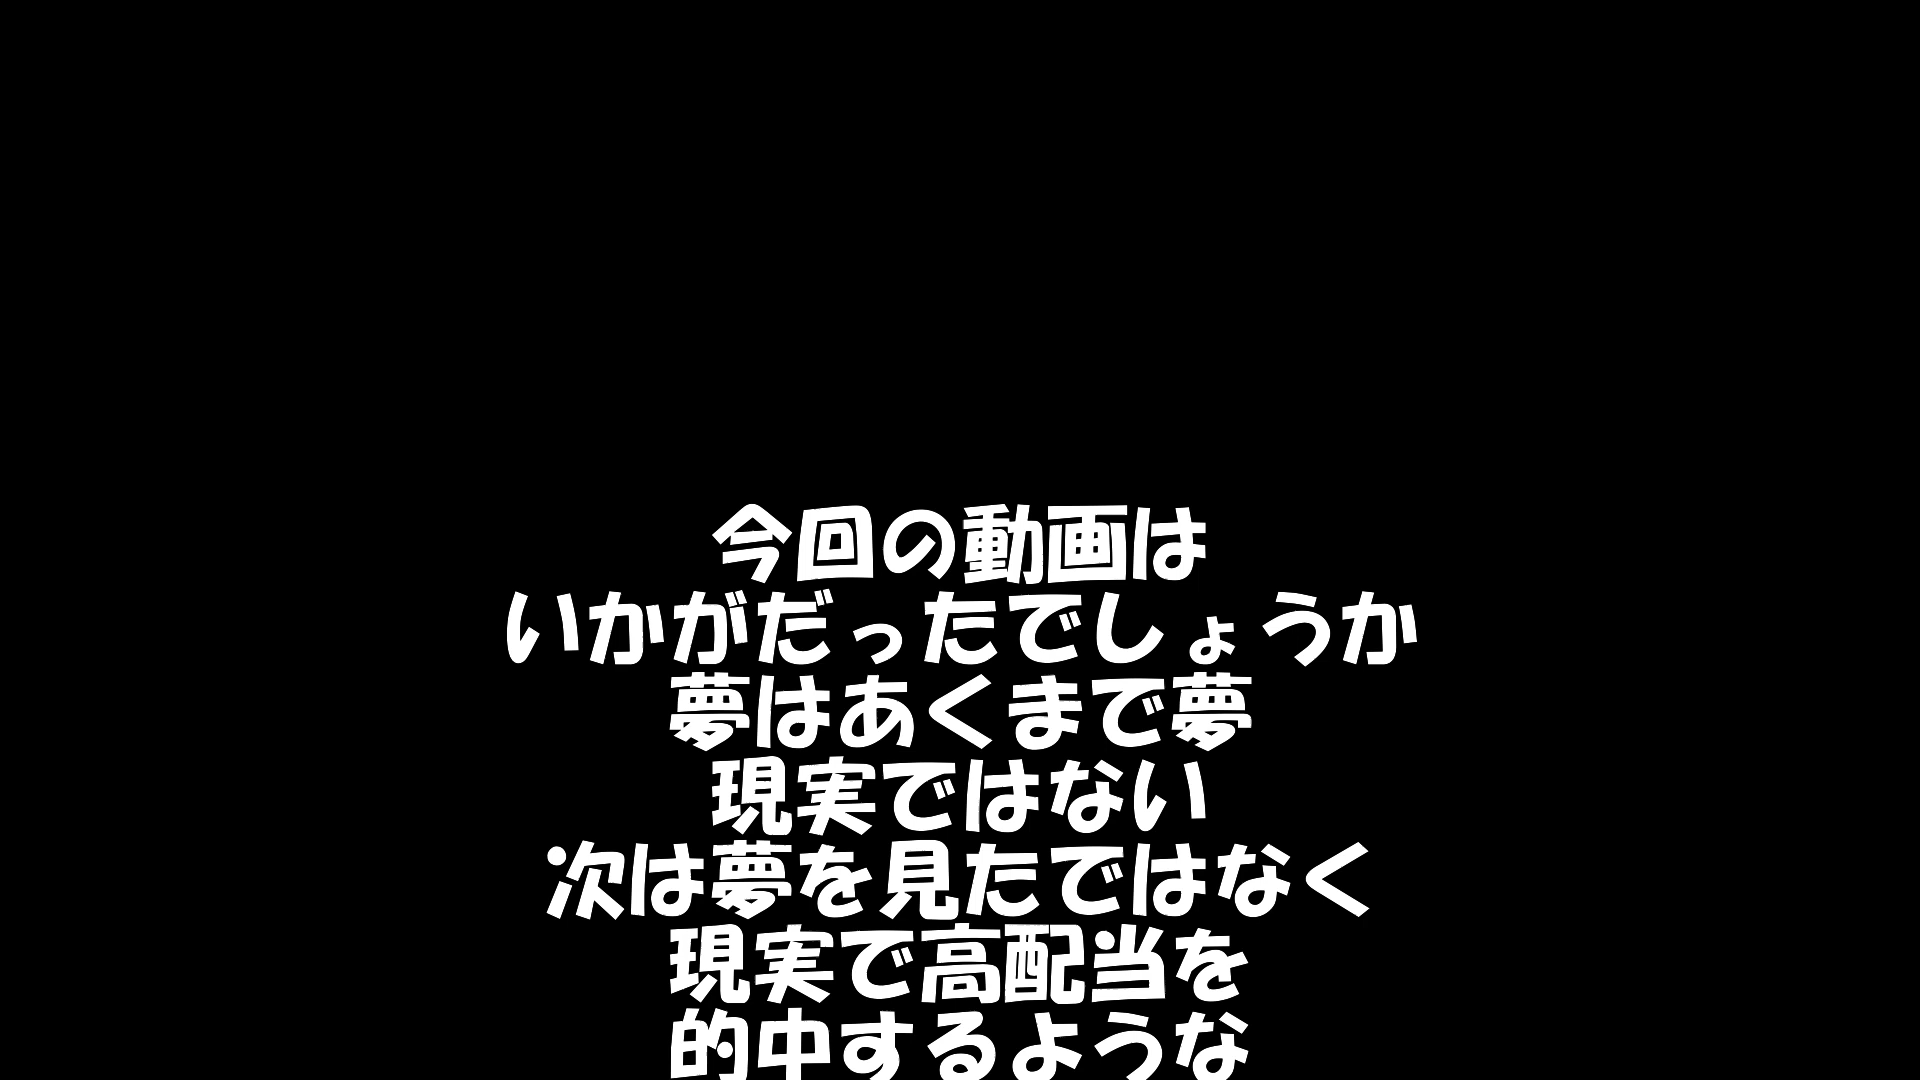 今回の動画は
いかがだったでしょうか
夢はあくまで夢
現実ではない
次は夢を見たではなく
現実で高配当を
的中するような